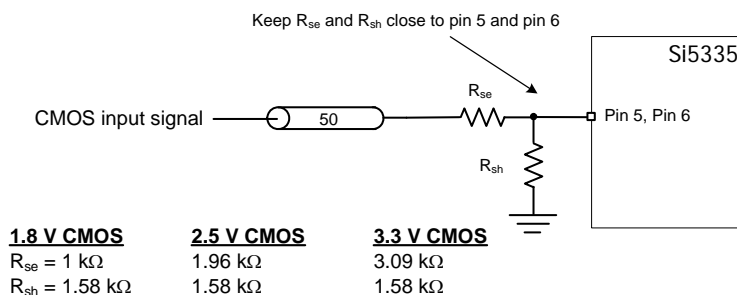 Keep Rse and Rsh close to pin 5 and pin 6
Si5335
Rse
CMOS input signal
50
Pin 5, Pin 6
Rsh
1.8 V CMOS 2.5 V CMOS 3.3 V CMOS
Rse = 1 kΩ 1.96 kΩ 3.09 kΩ
Rsh = 1.58 kΩ 1.58 kΩ 1.58 kΩ